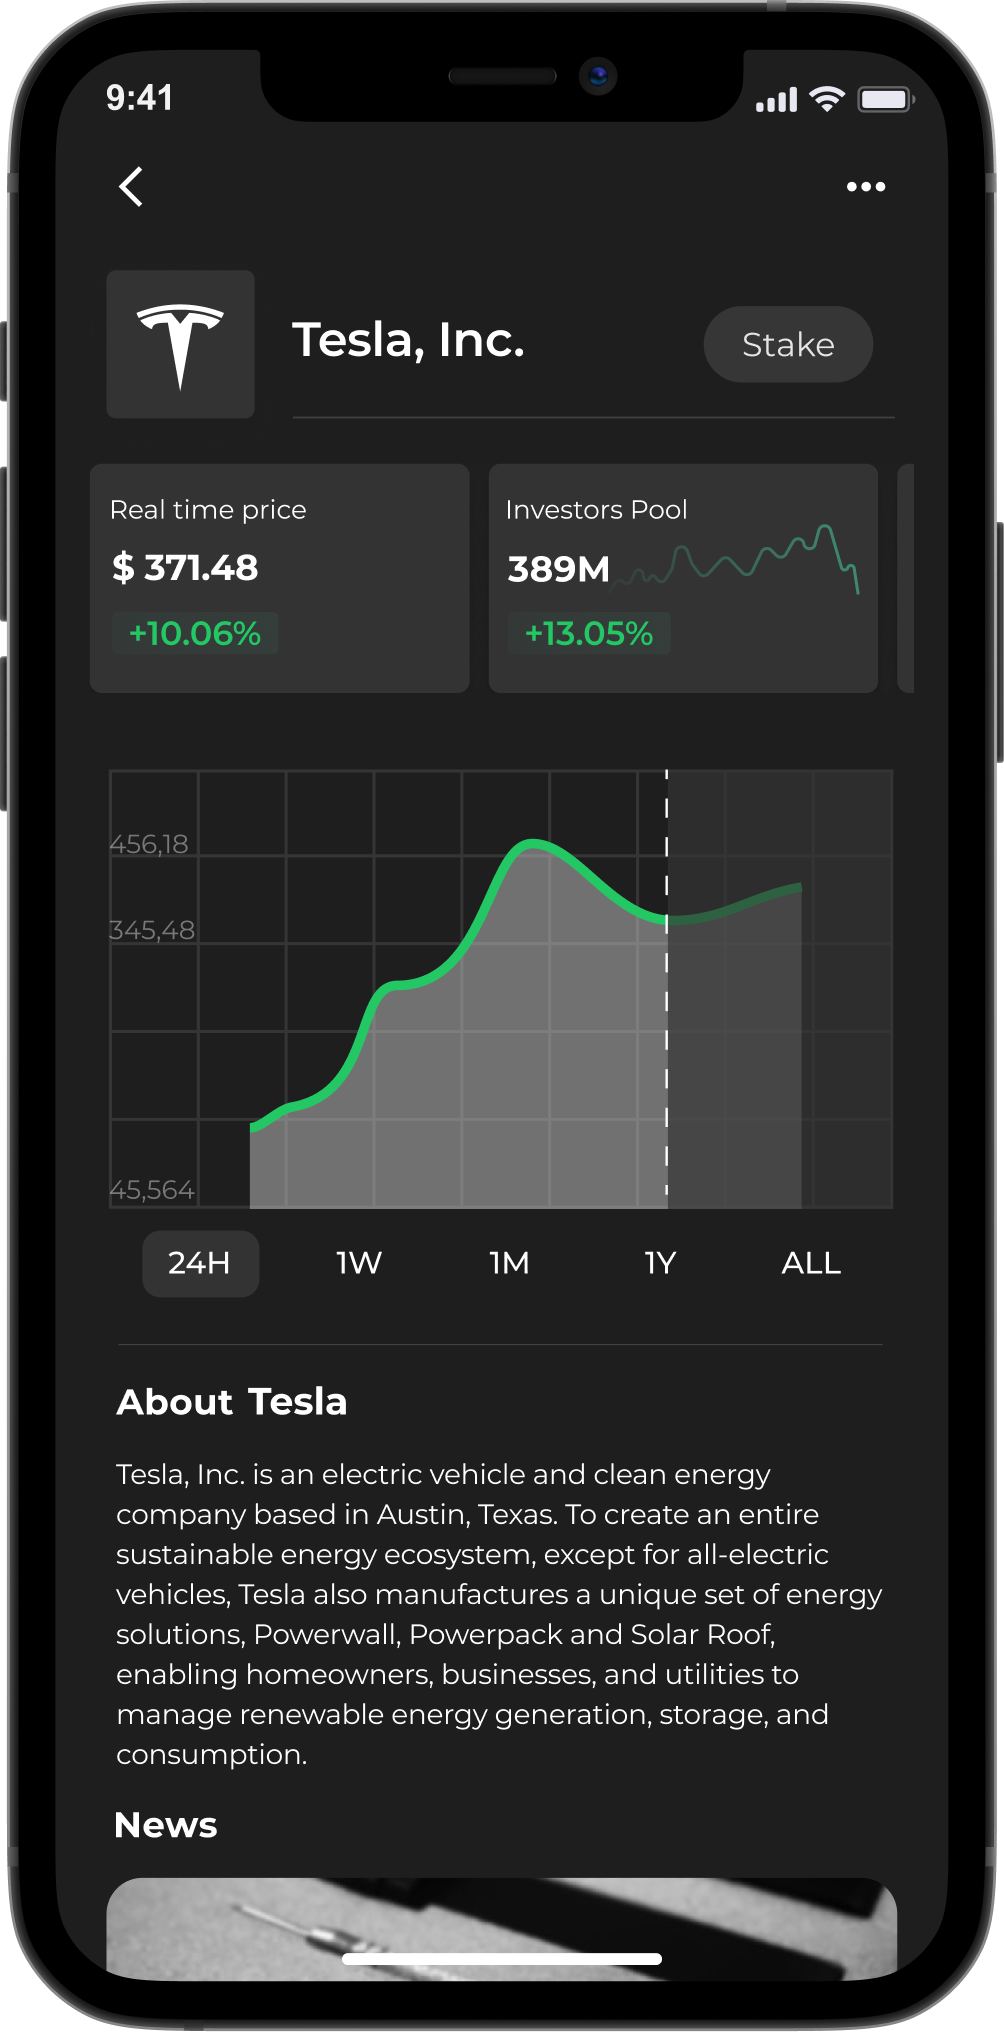 9:41
Tesla, Inc.
Stake
Real time price
$ 371.48
+10.06%
Investors Pool
389M
+13.05%
456,18
345,48
45,564
24H
1W
1M
1Y
ALL
About Tesla
Tesla, Inc. is an electric vehicle and clean energy
company based in Austin, Texas. To create an entire
sustainable energy ecosystem, except for all-electric
vehicles, Tesla also manufactures a unique set of energy
solutions, Powerwall, Powerpack and Solar Roof,
enabling homeowners, businesses, and utilities to
manage renewable energy generation, storage, and
consumption.
News